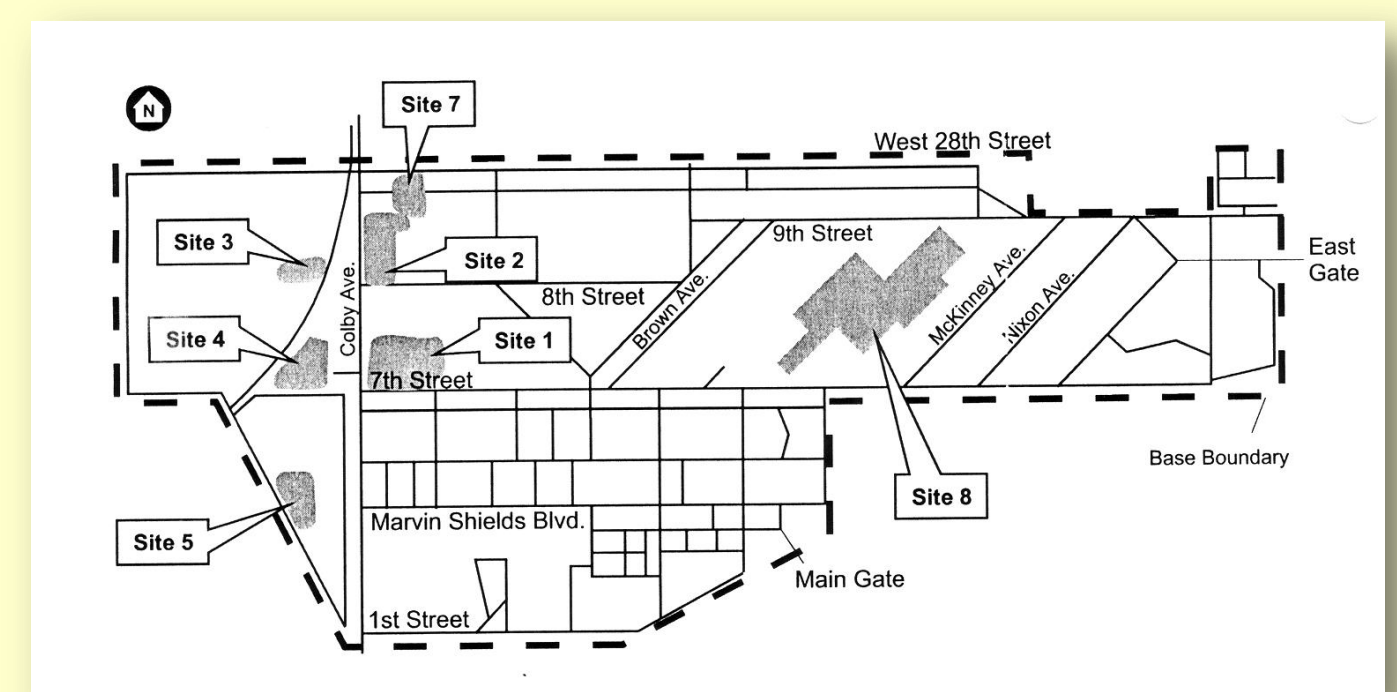 N
Site 7
West 28th Street
Site 3
9th Street
East
Gate
Site 2
8th Street
Colby Ave.
Brown Ave.
McKinney Ave.
Nixon Ave.
Site 4
Site 1
7th Street
Base Boundary
Site 8
Marvin Shields Blvd.
Site 5
Main Gate
1st Street